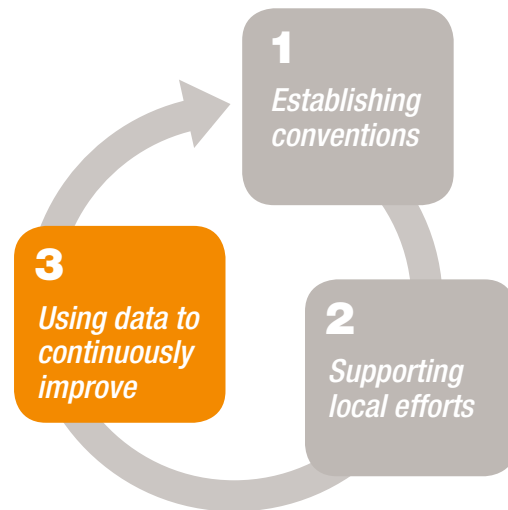 1
Establishing
conventions
2
Supporting
local efforts
3
Using data to
continuously
improve